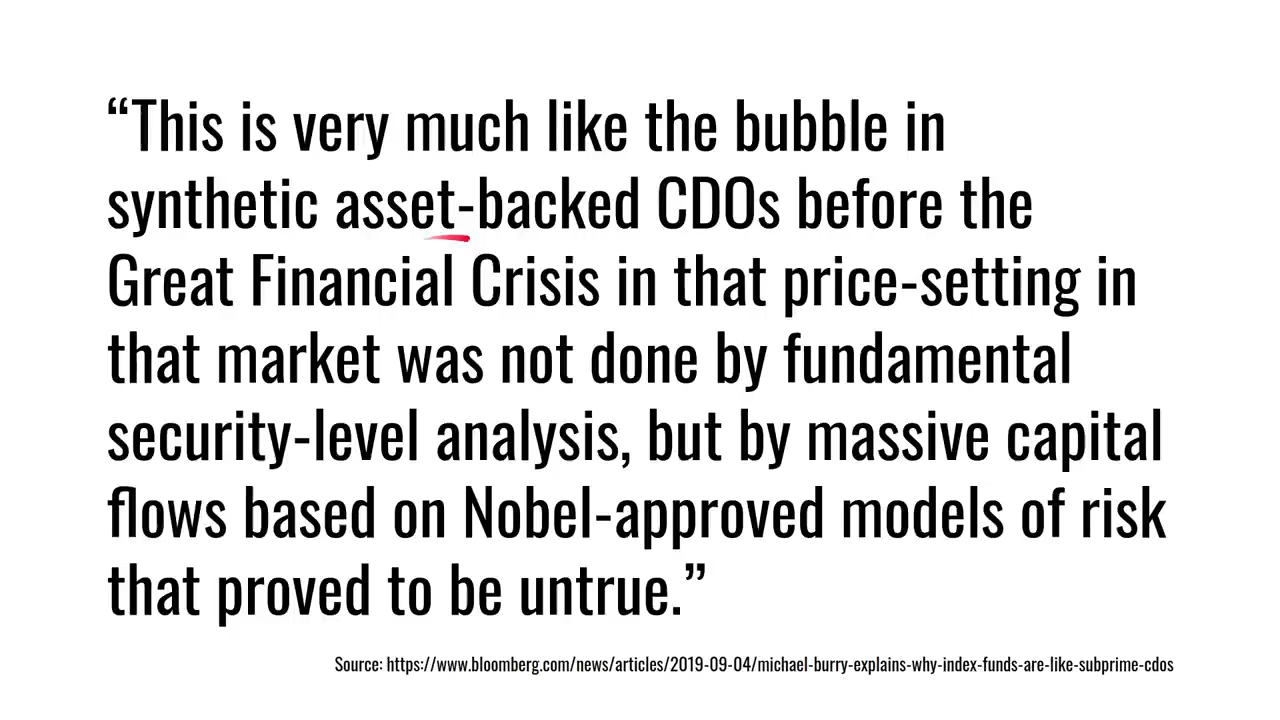 “This is very much like the bubble in
synthetic asset-backed CDOs before the
Great Financial Crisis in that price-setting in
that market was not done by fundamental
security-level analysis, but by massive capital
flows based on Nobel-approved models of risk
that proved to be untrue.”
Source: https://www.bloomberg.com/news/articles/2019-09-04/michael-burry-explains-why-index-funds-are-like-subprime-cdos